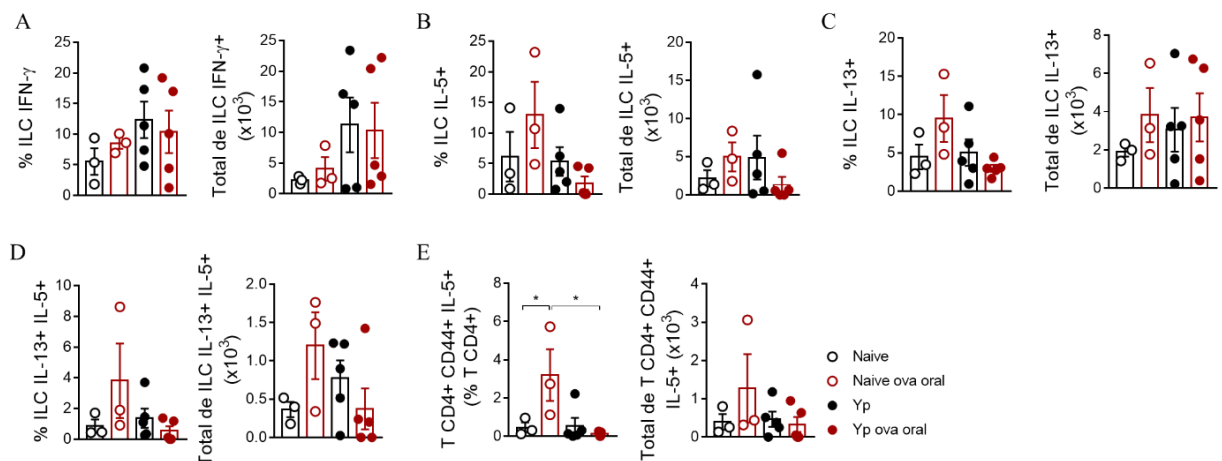 A
% ILC IFN-γ
25
20
15
10
5
0
Total de ILC IFN-γ+
(x10³)
25
20
15
10
5
0
B
% ILC IL-5+
25
20
15
10
5
0
Total de ILC IL-5+
(x10³)
20
15
10
5
0
C
% ILC IL-13+
20
15
10
5
0
Total de ILC IL-13+
(x10³)
8
6
4
2
0
D
% ILC IL-13+ IL-5+
10
8
6
4
2
0
Total de ILC IL-13+ IL-5+
(x10³)
2.0
1.5
1.0
0.5
0.0
E
T CD4+ CD44+ IL-5+
(% T CD4+)
8
6
4
2
0
* *
Total de T CD4+ CD44+
IL-5+ (x10³)
4
3
2
1
0
Naive
Naive ova oral
Yp
Yp ova oral